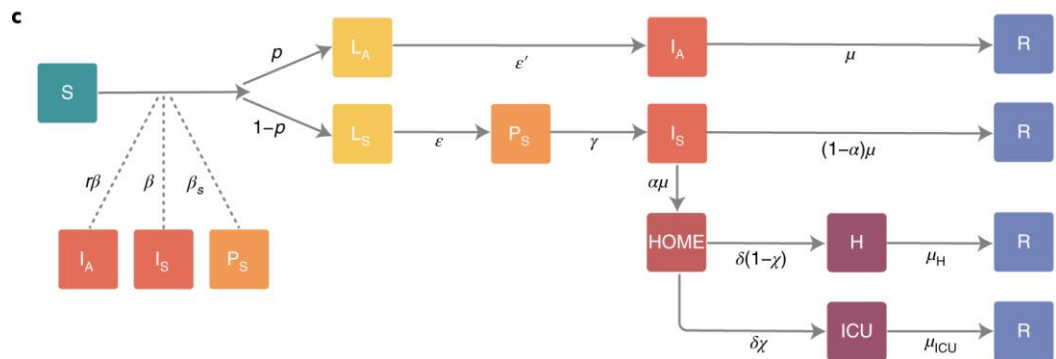 c
S
p
1−p
L_A
ε′
I_A
μ
R
L_S
ε
P_S
γ
I_S
(1−α)μ
R
rβ
β
β_s
I_A
I_S
P_S
αμ
HOME
δ(1−χ)
H
μ_H
R
δχ
ICU
μ_ICU
R